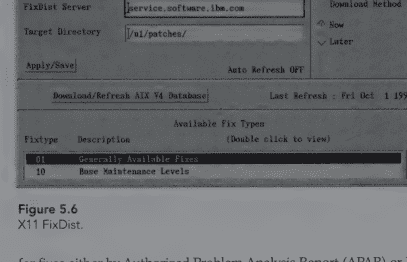 FixDist Server service.software.ibm.com Download Method
Target Directory /u1/patches/ Now
Later
Apply/Save Auto Refresh OFF
Download/Refresh AIX V4 Database Last Refresh : Fri Oct 1 199
Available Fix Types
Fixtype Description (Double click to view)
01 Generally Available Fixes
10 Base Maintenance Levels
Figure 5.6
X11 FixDist.
for fixes either by Authorized Problem Analysis Report (APAR) or